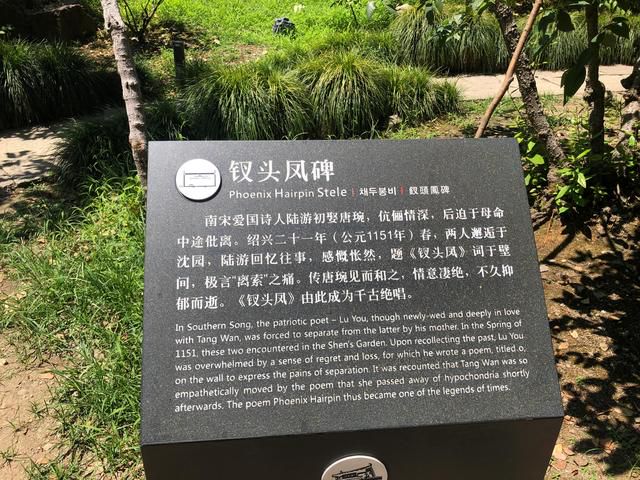 钗头凤碑
Phoenix Hairpin Stele 채두봉비 釵頭鳳碑
南宋爱国诗人陆游初娶唐琬，伉俪情深，后迫于母命
中途仳离。绍兴二十一年（公元1151年）春，两人邂逅于
沈园，陆游回忆往事，感慨怅然，题《钗头凤》词于壁
间，极言"离索"之痛。传唐琬见而和之，情意凄绝，不久抑
郁而逝。《钗头凤》由此成为千古绝唱。
In Southern Song, the patriotic poet – Lu You, though newly-wed and deeply in love
with Tang Wan, was forced to separate from the latter by his mother. In the Spring of
1151, these two encountered in the Shen's Garden. Upon recollecting the past, Lu You
was overwhelmed by a sense of regret and loss, for which he wrote a poem, titled o,
on the wall to express the pains of separation. It was recounted that Tang Wan was so
empathetically moved by the poem that she passed away of hypochondria shortly
afterwards. The poem Phoenix Hairpin thus became one of the legends of times.